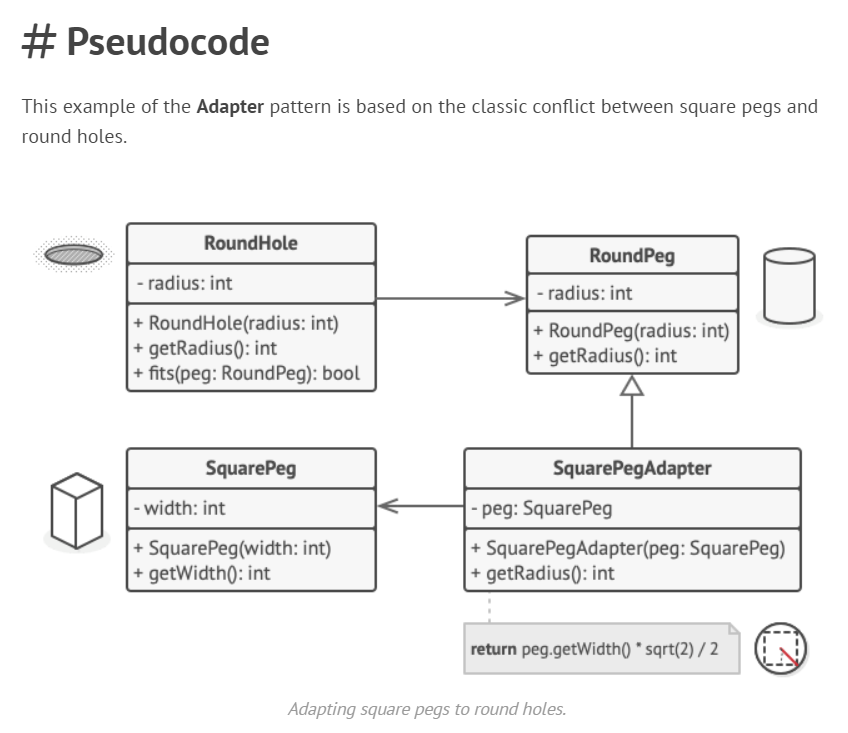 # Pseudocode
This example of the Adapter pattern is based on the classic conflict between square pegs and
round holes.
RoundHole
- radius: int
+ RoundHole(radius: int)
+ getRadius(): int
+ fits(peg: RoundPeg): bool
RoundPeg
- radius: int
+ RoundPeg(radius: int)
+ getRadius(): int
SquarePeg
- width: int
+ SquarePeg(width: int)
+ getWidth(): int
SquarePegAdapter
- peg: SquarePeg
+ SquarePegAdapter(peg: SquarePeg)
+ getRadius(): int
return peg.getWidth() * sqrt(2) / 2
Adapting square pegs to round holes.